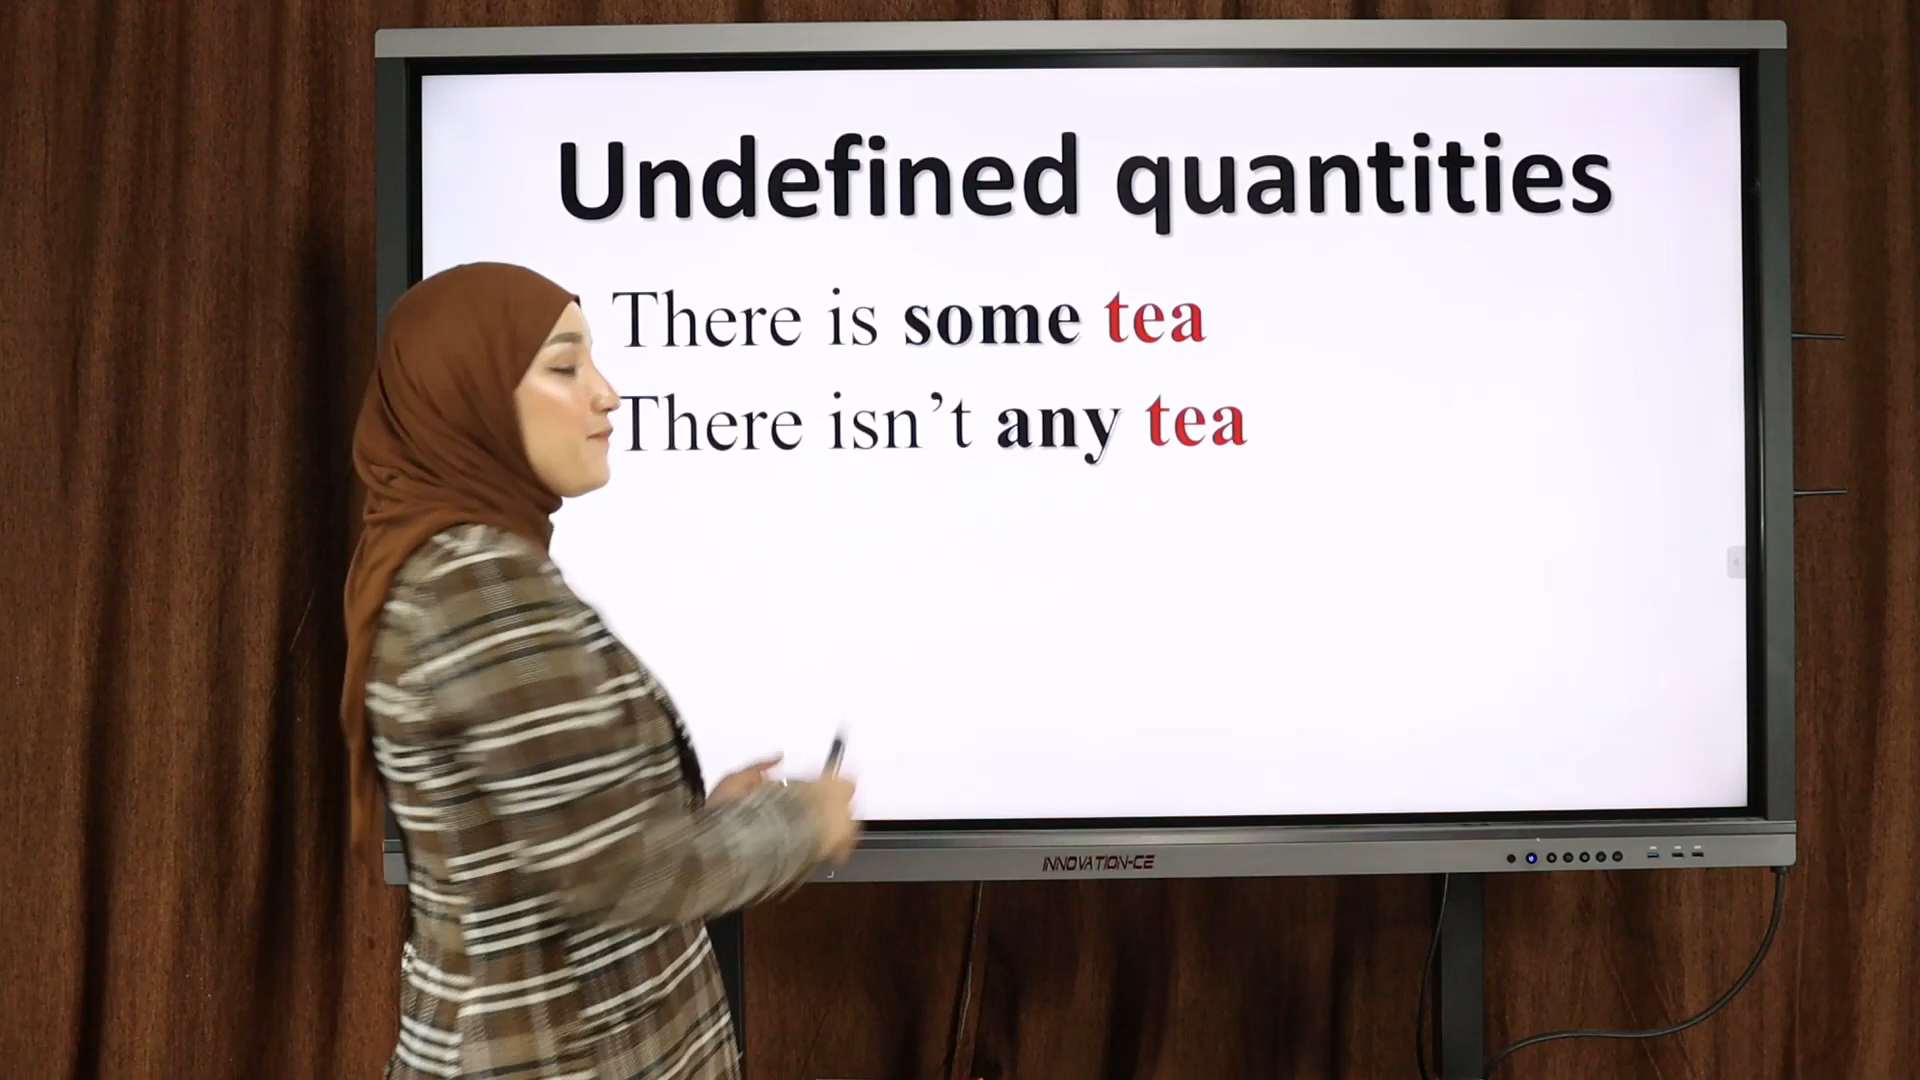 Undefined quantities
There is some tea
There isn’t any tea
INNOVATION-CE